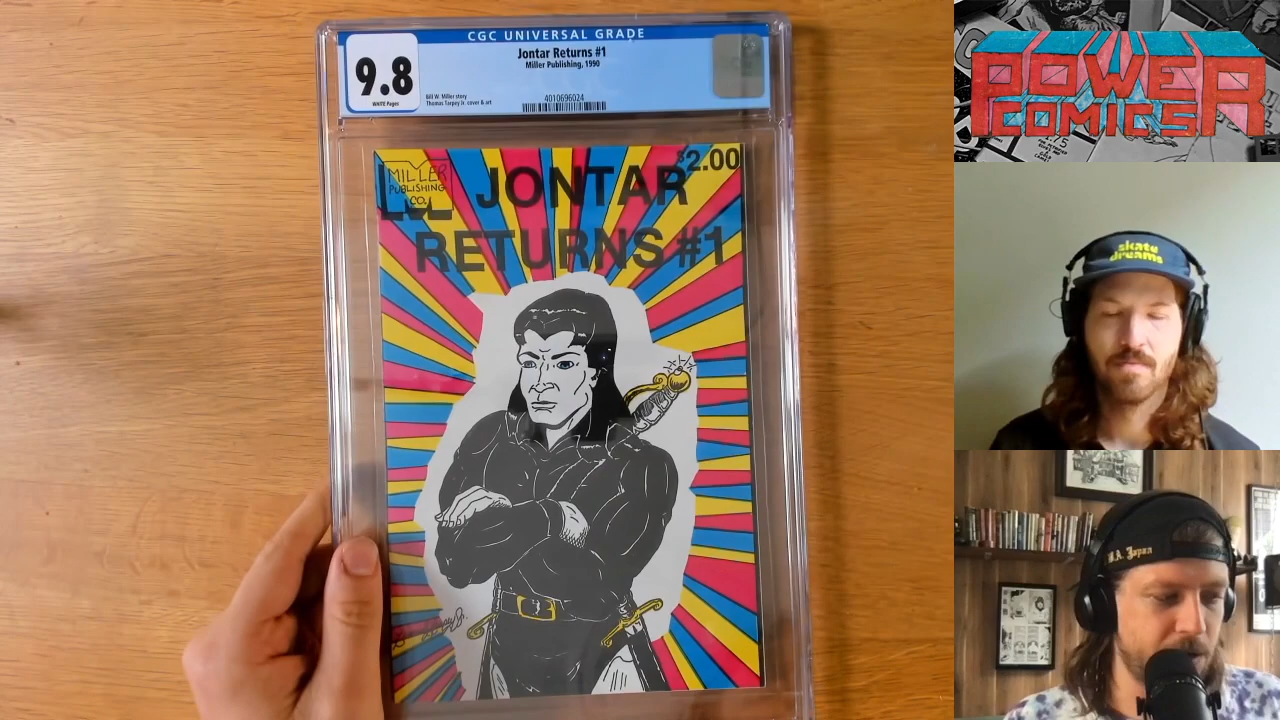 CGC UNIVERSAL GRADE
9.8
WHITE Pages
Jontar Returns #1
Miller Publishing, 1990
Bill W. Miller story
Thomas Tarpey Jr. cover & art
4010696024
MILLER
PUBLISHING
CO.
$2.00
JONTAR
RETURNS #1
POWER
COMICS
skate
dreams
W.A. Japan